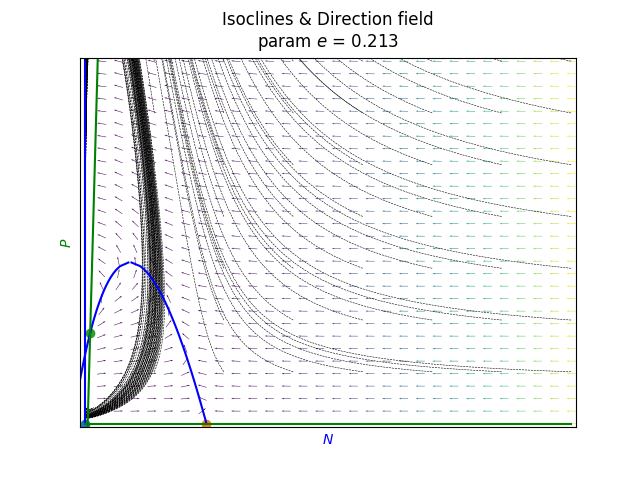 Isoclines & Direction field
param e = 0.213
P
N